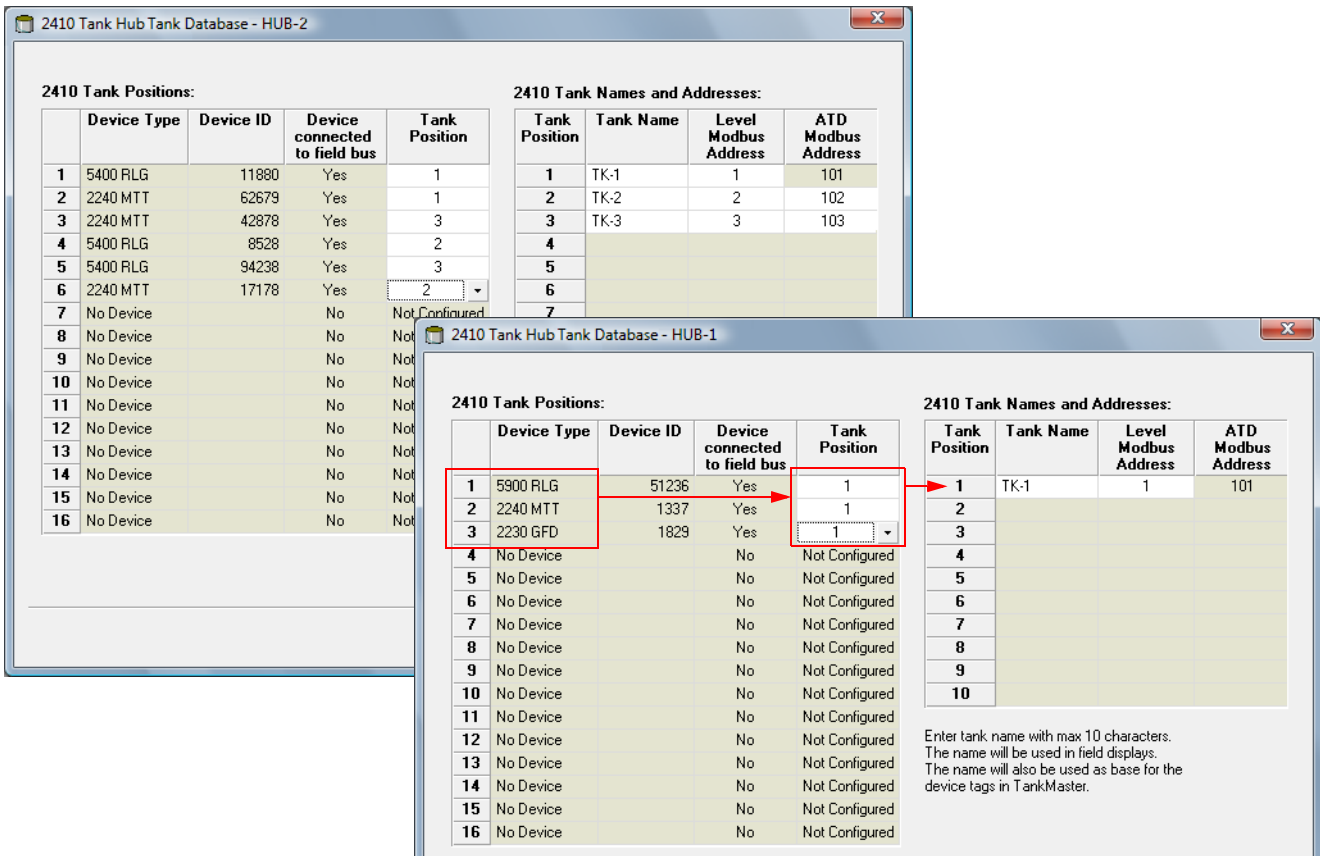 2410 Tank Hub Tank Database - HUB-2
x
2410 Tank Positions:
Device Type Device ID Device connected to field bus Tank Position
1 5400 RLG 11880 Yes 1
2 2240 MTT 62679 Yes 1
3 2240 MTT 42878 Yes 3
4 5400 RLG 8528 Yes 2
5 5400 RLG 94238 Yes 3
6 2240 MTT 17178 Yes 2
7 No Device No Not Configured
8 No Device No Not
9 No Device No Not
10 No Device No Not
11 No Device No Not
12 No Device No Not
13 No Device No Not
14 No Device No Not
15 No Device No Not
16 No Device No Not
2410 Tank Names and Addresses:
Tank Position Tank Name Level Modbus Address ATD Modbus Address
1 TK-1 1 101
2 TK-2 2 102
3 TK-3 3 103
4
5
6
7
2410 Tank Hub Tank Database - HUB-1
x
2410 Tank Positions:
Device Type Device ID Device connected to field bus Tank Position
1 5900 RLG 51236 Yes 1
2 2240 MTT 1337 Yes 1
3 2230 GFD 1829 Yes 1
4 No Device No Not Configured
5 No Device No Not Configured
6 No Device No Not Configured
7 No Device No Not Configured
8 No Device No Not Configured
9 No Device No Not Configured
10 No Device No Not Configured
11 No Device No Not Configured
12 No Device No Not Configured
13 No Device No Not Configured
14 No Device No Not Configured
15 No Device No Not Configured
16 No Device No Not Configured
2410 Tank Names and Addresses:
Tank Position Tank Name Level Modbus Address ATD Modbus Address
1 TK-1 1 101
2
3
4
5
6
7
8
9
10
Enter tank name with max 10 characters.
The name will be used in field displays.
The name will also be used as base for the
device tags in TankMaster.